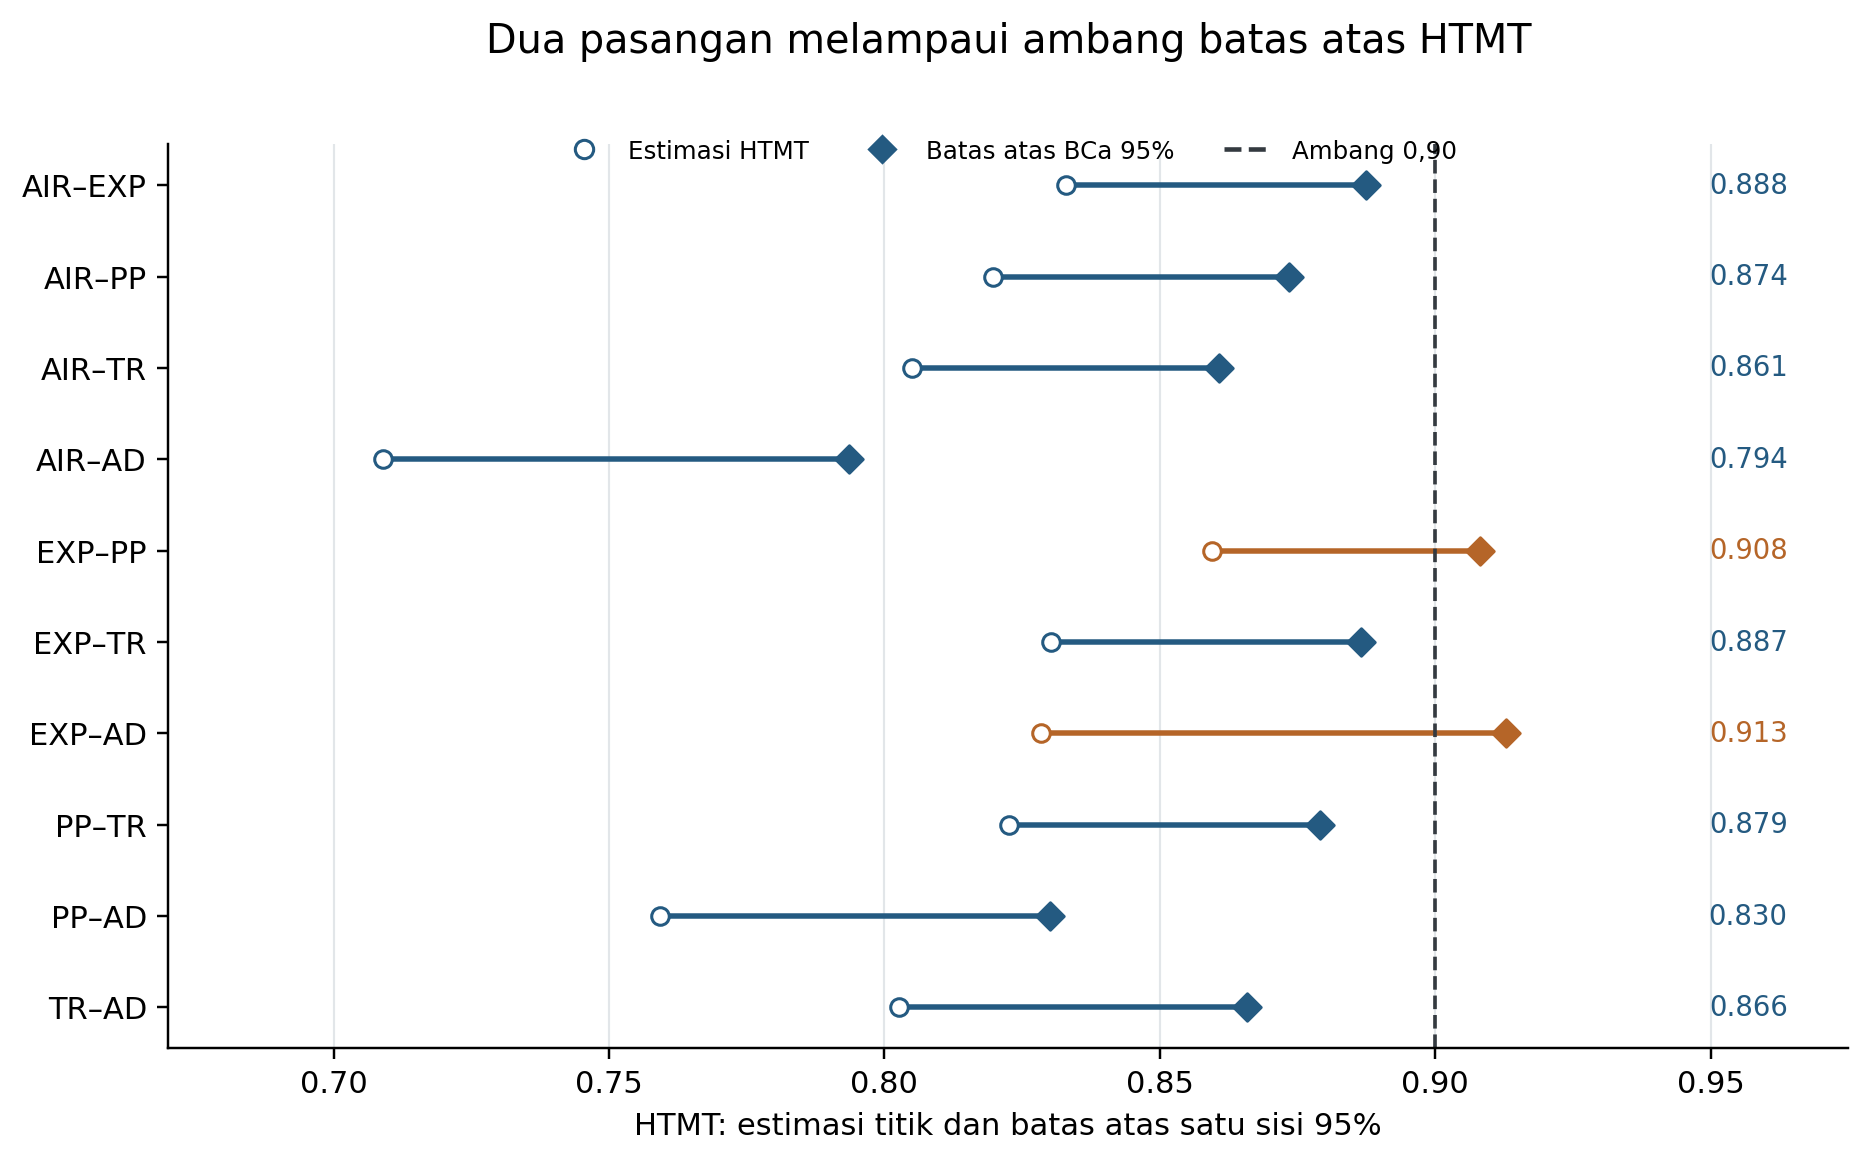 Dua pasangan melampaui ambang batas atas HTMT
Estimasi HTMT Batas atas BCa 95% Ambang 0,90
AIR–EXP 0.888
AIR–PP 0.874
AIR–TR 0.861
AIR–AD 0.794
EXP–PP 0.908
EXP–TR 0.887
EXP–AD 0.913
PP–TR 0.879
PP–AD 0.830
TR–AD 0.866
0.70 0.75 0.80 0.85 0.90 0.95
HTMT: estimasi titik dan batas atas satu sisi 95%